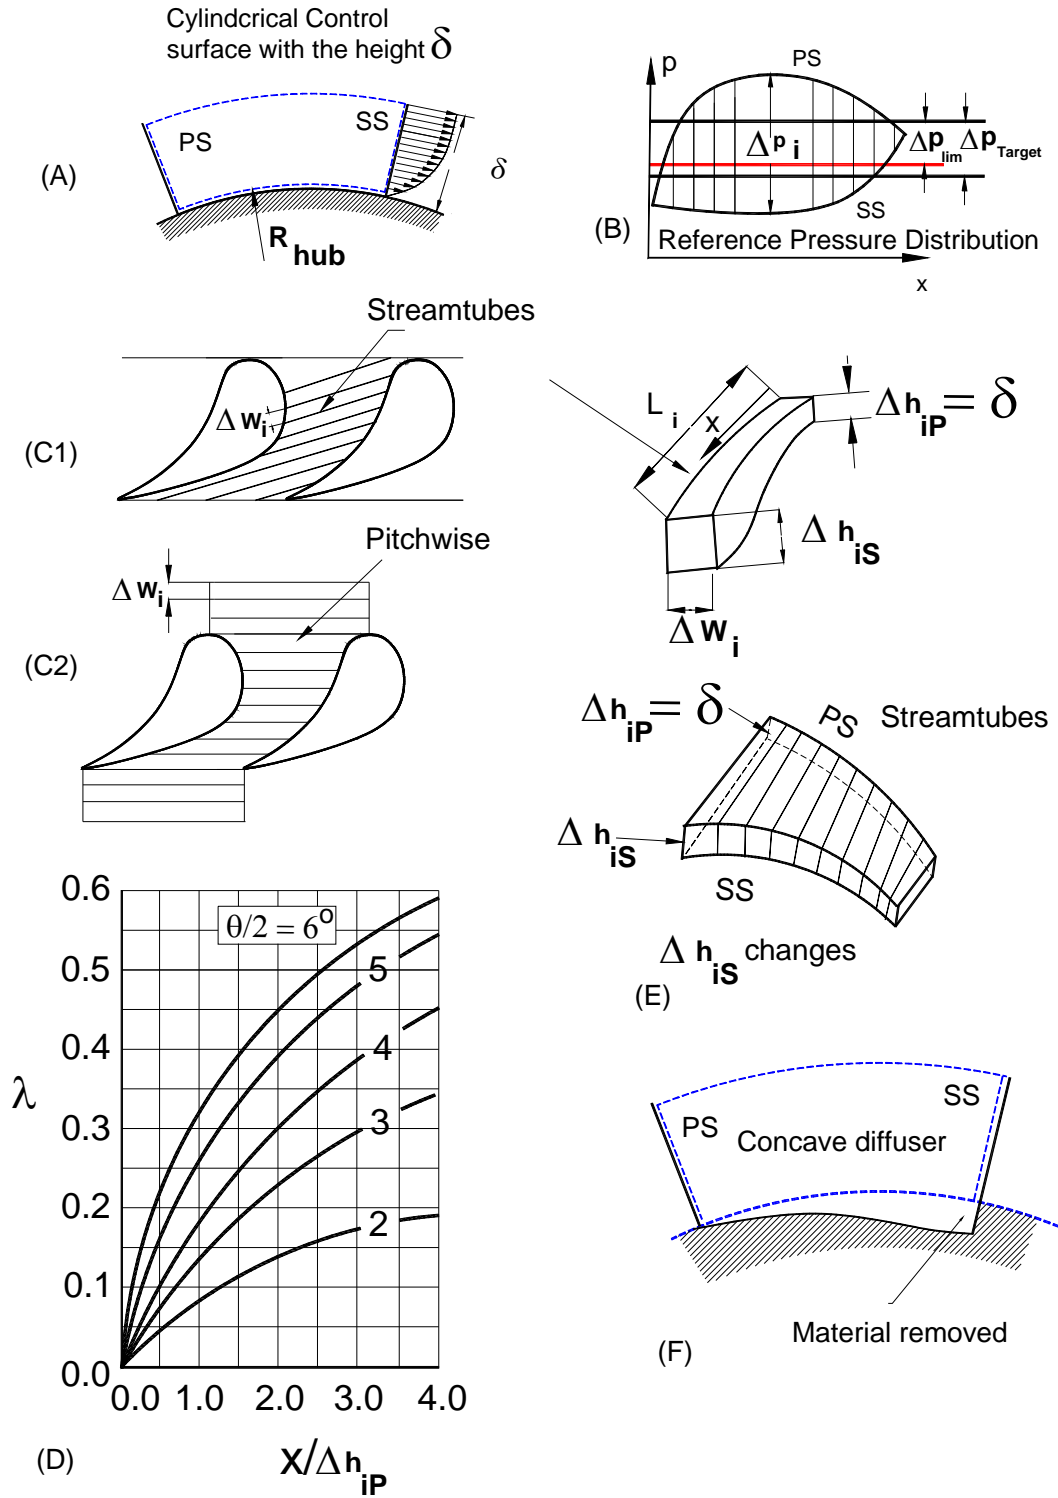 Cylindcrical Control
surface with the height δ
PS
SS
δ
(A)
R hub
p
PS
Δp i
Δp lim
Δp Target
SS
(B)
Reference Pressure Distribution
x
Streamtubes
Δ w i
(C1)
L i
x
Δh iP = δ
Δ h iS
Δ W i
Pitchwise
Δ w i
(C2)
Δh iP = δ
PS
Streamtubes
Δ h iS
SS
Δ h iS changes
(E)
0.6
θ/2 = 6°
0.5
5
0.4
4
λ
0.3
3
0.2
2
0.1
0.0
0.0 1.0 2.0 3.0 4.0
(D)
X/Δh iP
PS
SS
Concave diffuser
Material removed
(F)